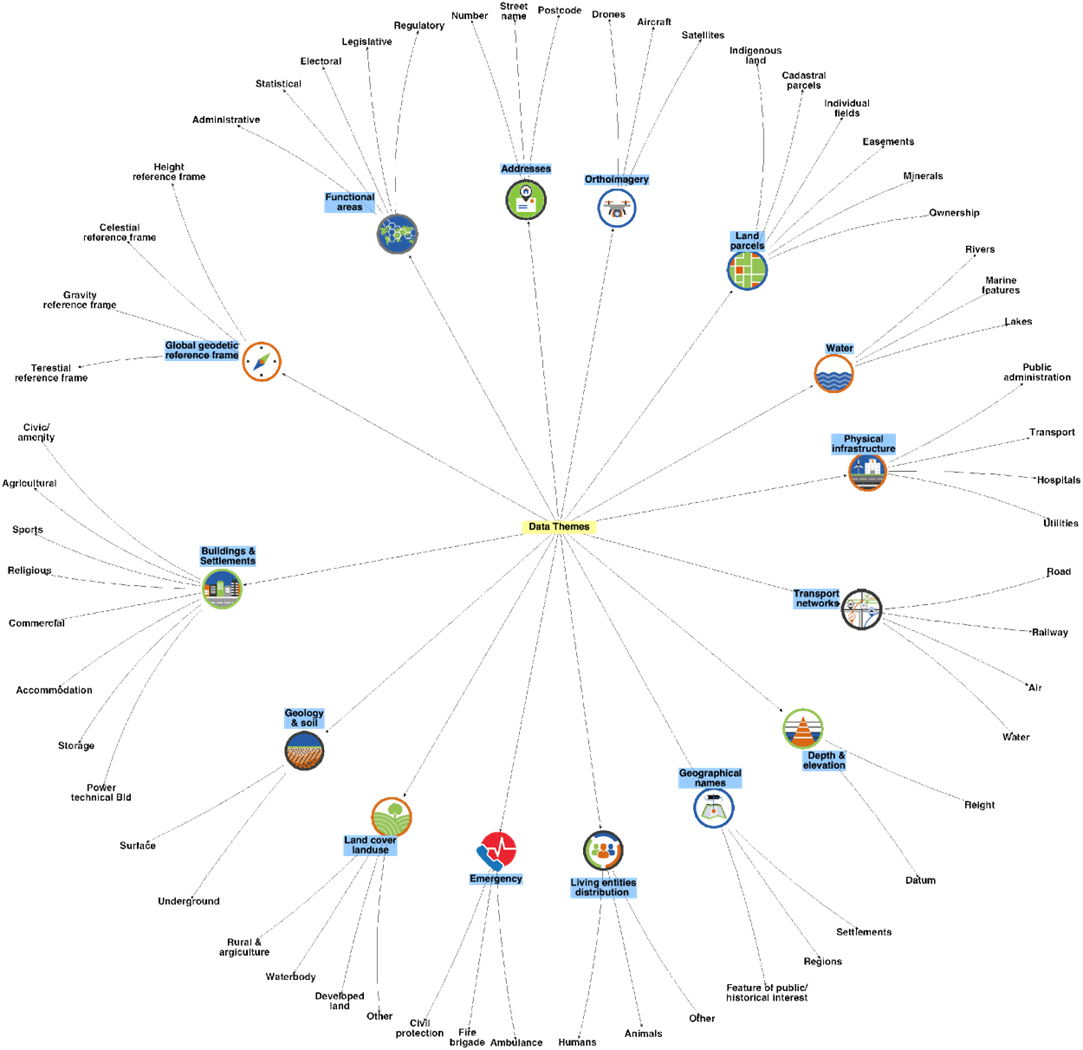 Data Themes
Functional
areas
Administrative
Statistical
Electoral
Legislative
Regulatory
Addresses
Number
Street
name
Postcode
Orthoimagery
Drones
Aircraft
Satellites
Land
parcels
Indigenous
land
Cadastral
parcels
Individual
fields
Easements
Minerals
Ownership
Water
Rivers
Marine
features
Lakes
Physical
infrastructure
Public
administration
Transport
Hospitals
Utilities
Transport
networks
Road
Railway
Air
Water
Depth &
elevation
Height
Datum
Geographical
names
Settlements
Regions
Feature of public/
historical interest
Living entities
distribution
Other
Animals
Humans
Emergency
Ambulance
Fire
brigade
Civil
protection
Land cover
landuse
Other
Developed
land
Waterbody
Rural &
argiculture
Geology
& soil
Underground
Surface
Buildings &
Settlements
Power
technical Bld
Storage
Accommodation
Commercial
Religious
Sports
Agricultural
Civic/
amenity
Global geodetic
reference frame
Terestial
reference frame
Gravity
reference frame
Celestial
reference frame
Height
reference frame